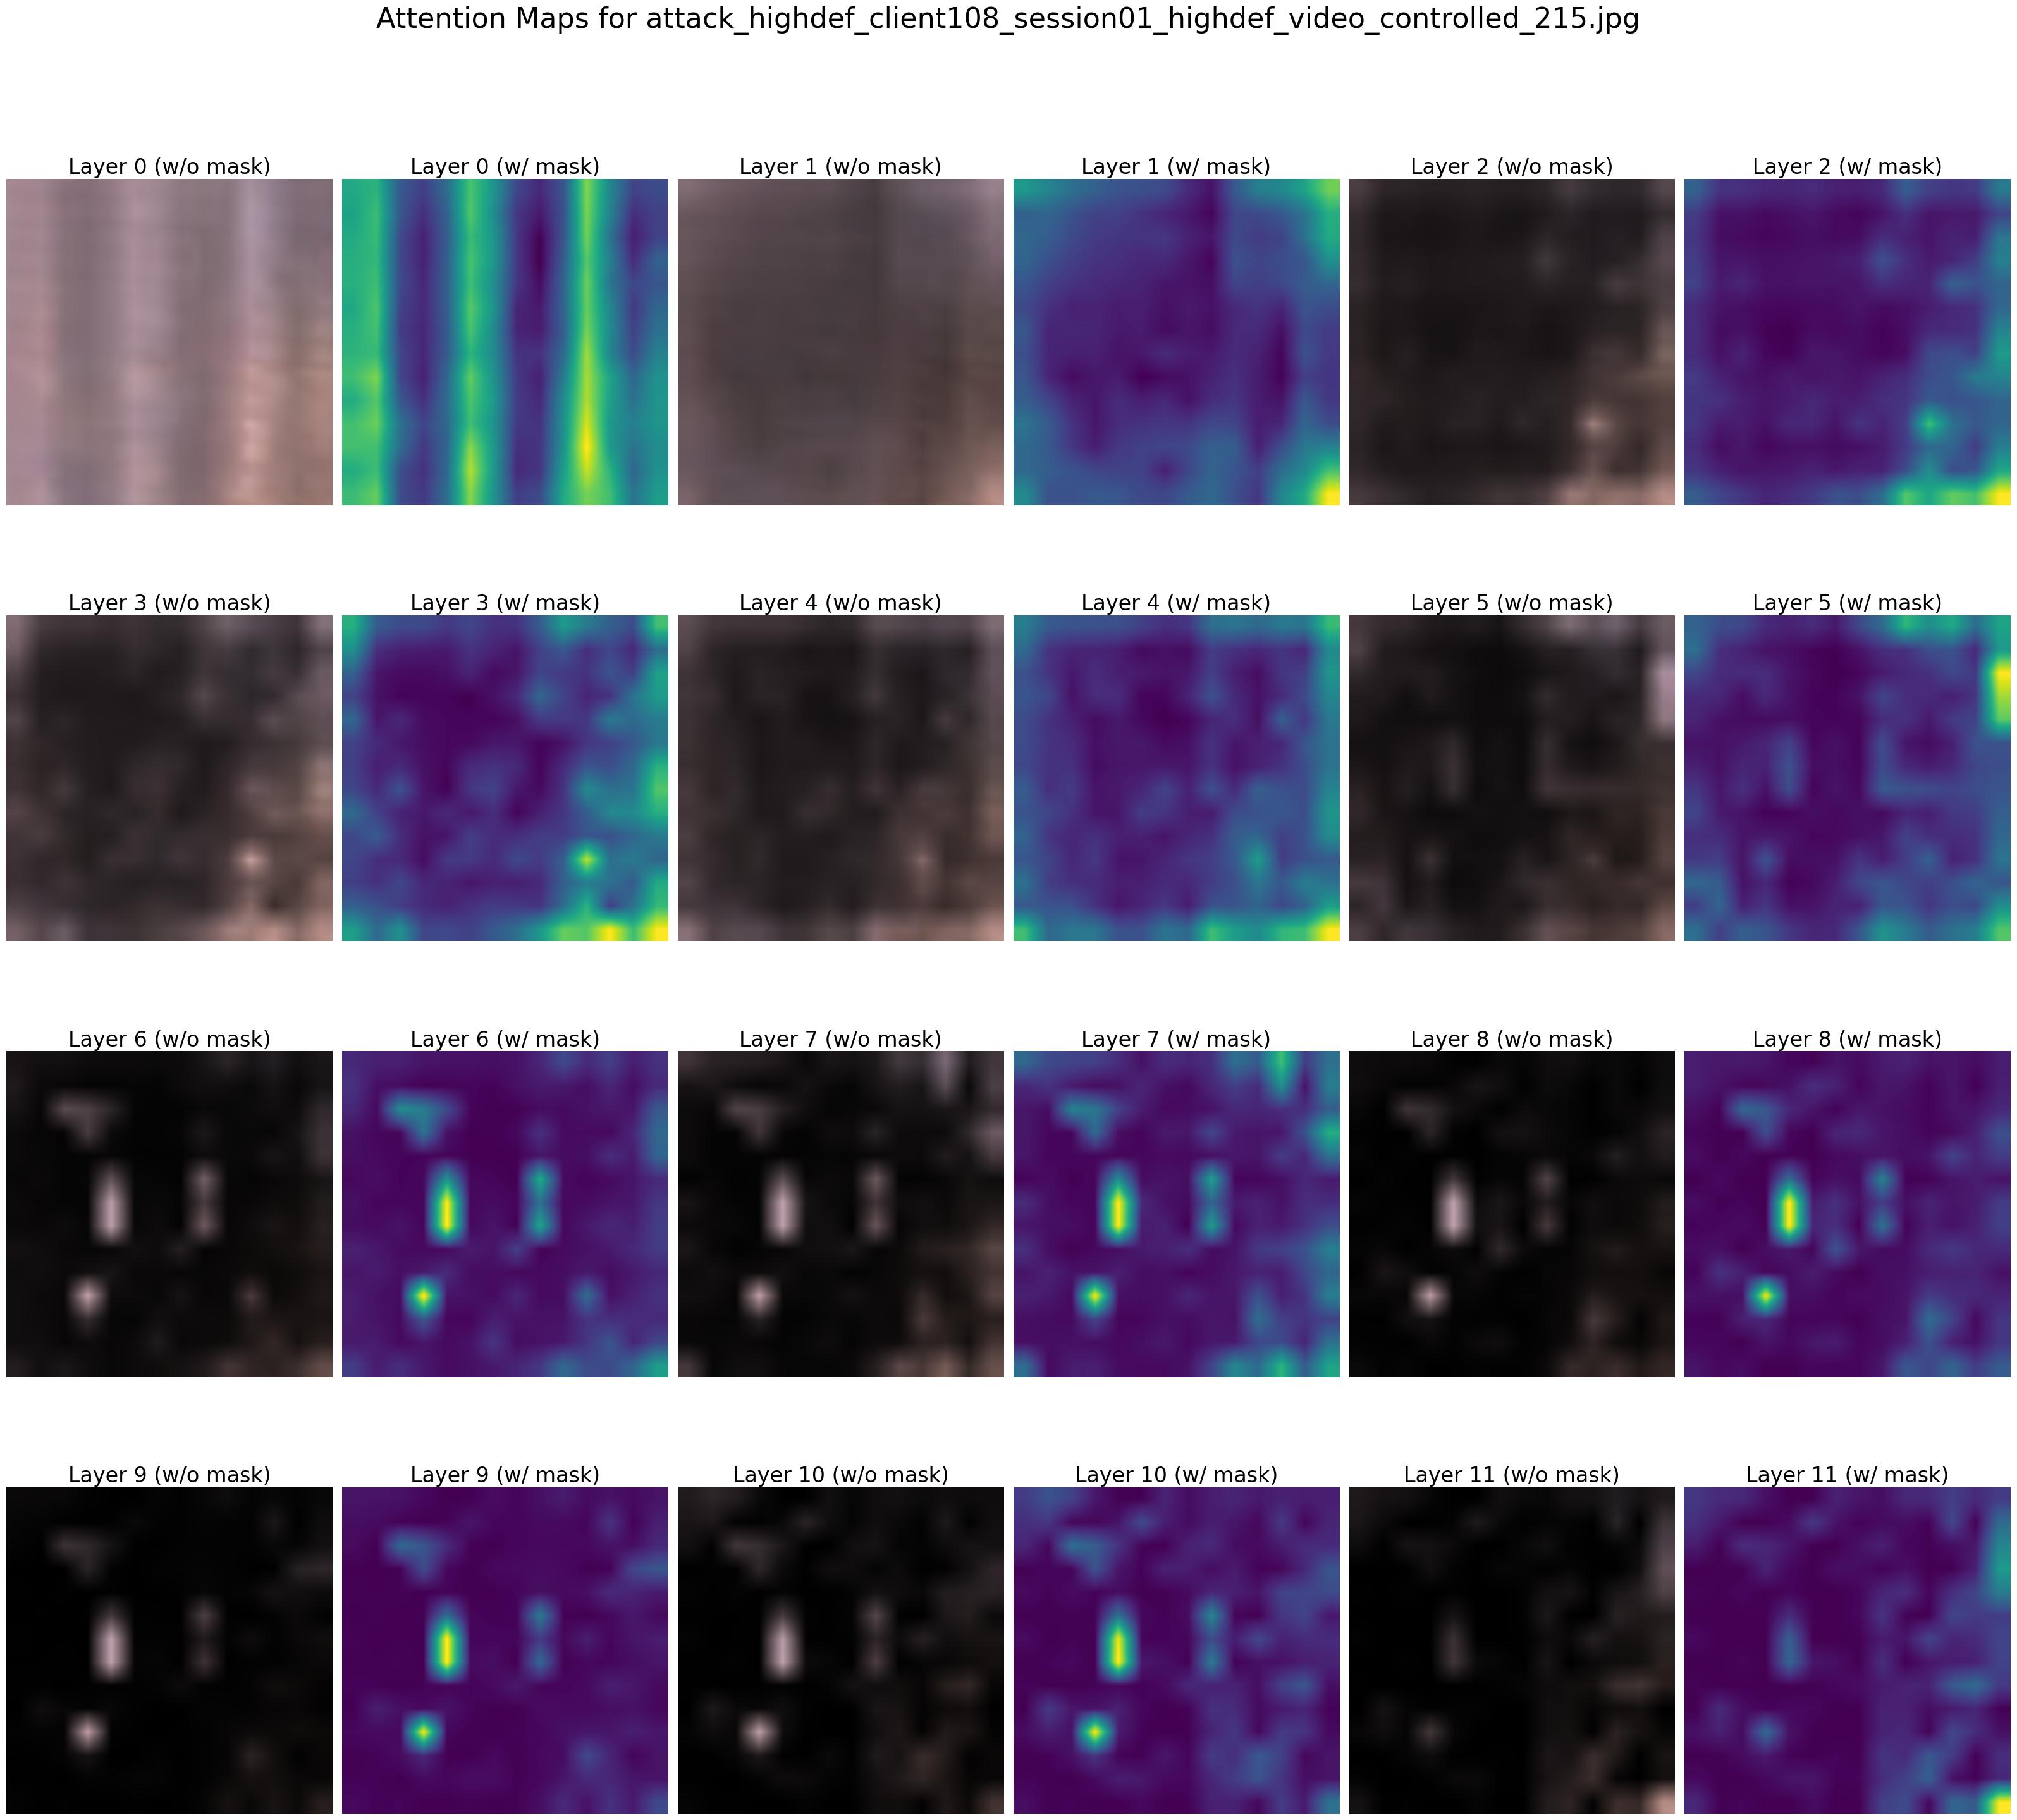 Attention Maps for attack_highdef_client108_session01_highdef_video_controlled_215.jpg
Layer 0 (w/o mask)
Layer 0 (w/ mask)
Layer 1 (w/o mask)
Layer 1 (w/ mask)
Layer 2 (w/o mask)
Layer 2 (w/ mask)
Layer 3 (w/o mask)
Layer 3 (w/ mask)
Layer 4 (w/o mask)
Layer 4 (w/ mask)
Layer 5 (w/o mask)
Layer 5 (w/ mask)
Layer 6 (w/o mask)
Layer 6 (w/ mask)
Layer 7 (w/o mask)
Layer 7 (w/ mask)
Layer 8 (w/o mask)
Layer 8 (w/ mask)
Layer 9 (w/o mask)
Layer 9 (w/ mask)
Layer 10 (w/o mask)
Layer 10 (w/ mask)
Layer 11 (w/o mask)
Layer 11 (w/ mask)